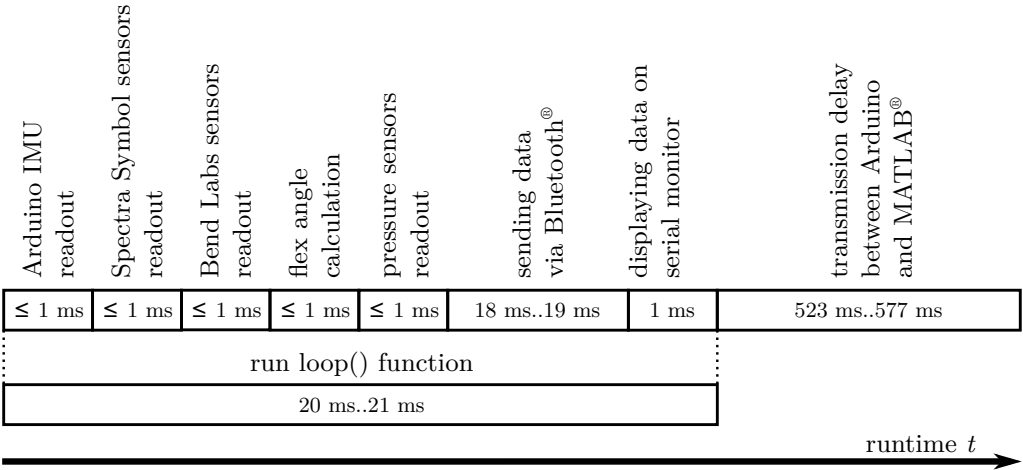 Arduino IMU
readout
Spectra Symbol sensors
readout
Bend Labs sensors
readout
flex angle
calculation
pressure sensors
readout
sending data
via Bluetooth®
displaying data on
serial monitor
transmission delay
between Arduino
and MATLAB®
≤ 1 ms ≤ 1 ms ≤ 1 ms ≤ 1 ms ≤ 1 ms 18 ms..19 ms 1 ms 523 ms..577 ms
run loop() function
20 ms..21 ms
runtime t